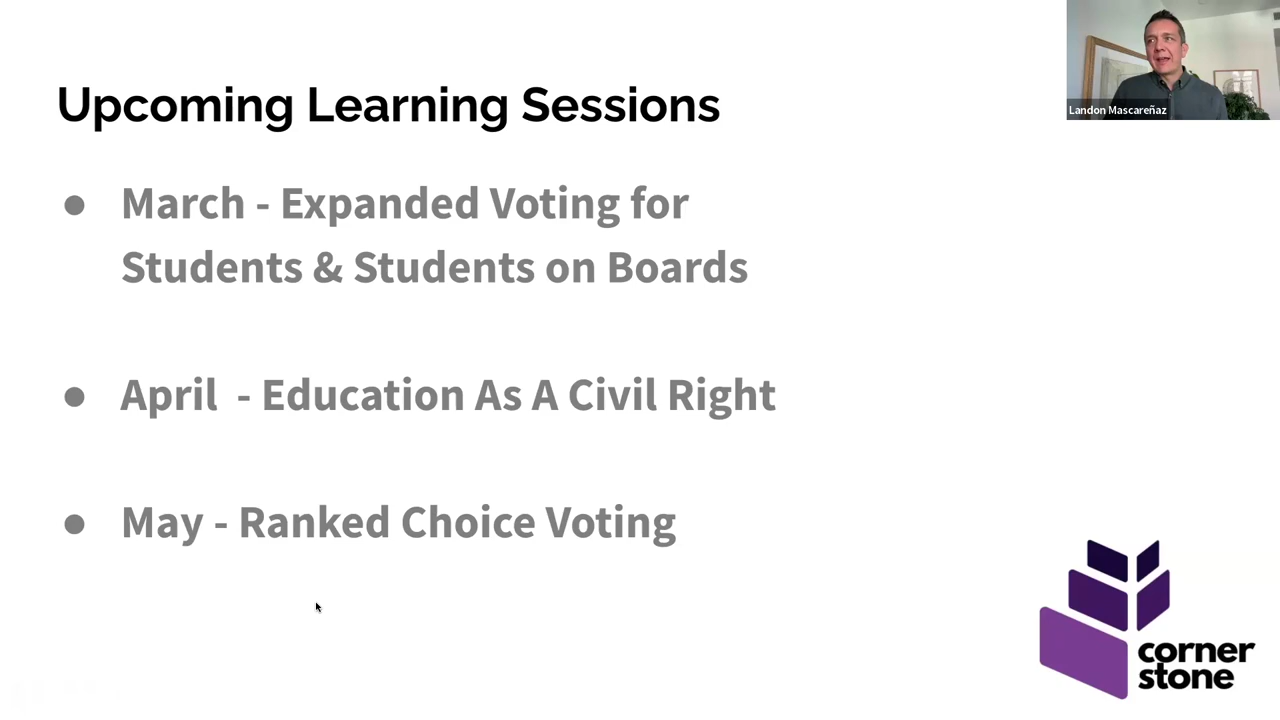 Upcoming Learning Sessions
Landon Mascareñaz
● March - Expanded Voting for
Students & Students on Boards
● April - Education As A Civil Right
● May - Ranked Choice Voting
corner
stone